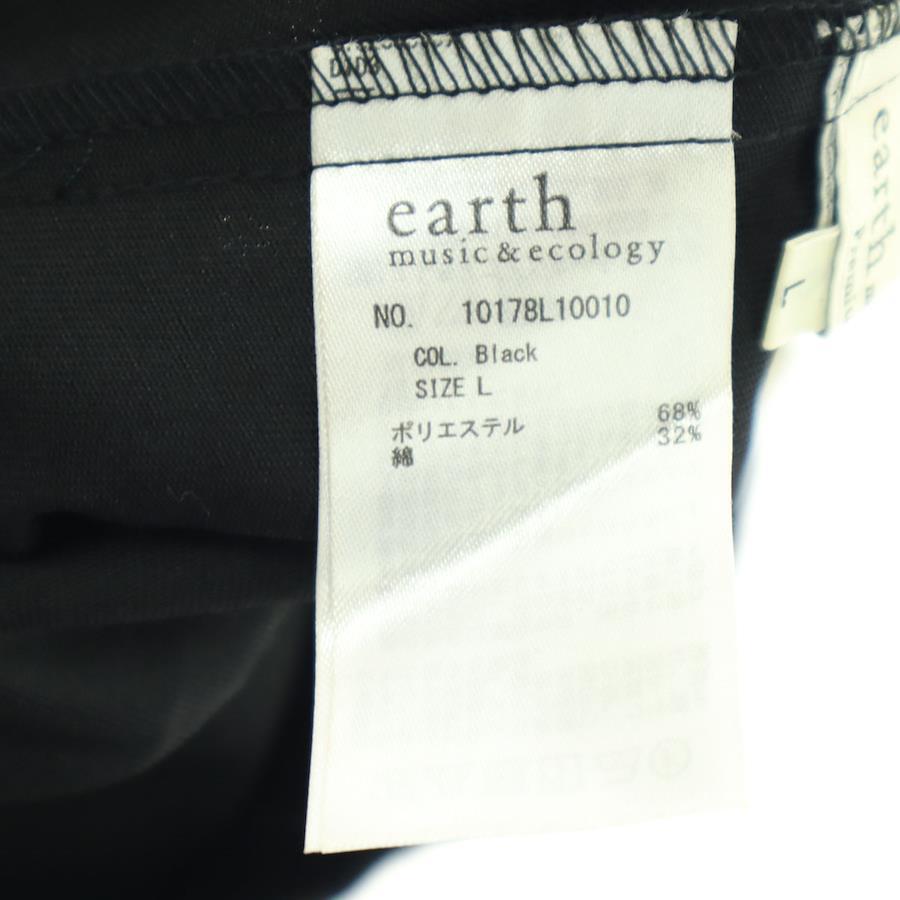 earth
music & ecology
NO. 10178L10010
COL. Black
SIZE L
ポリエステル 68%
綿 32%
earth
L